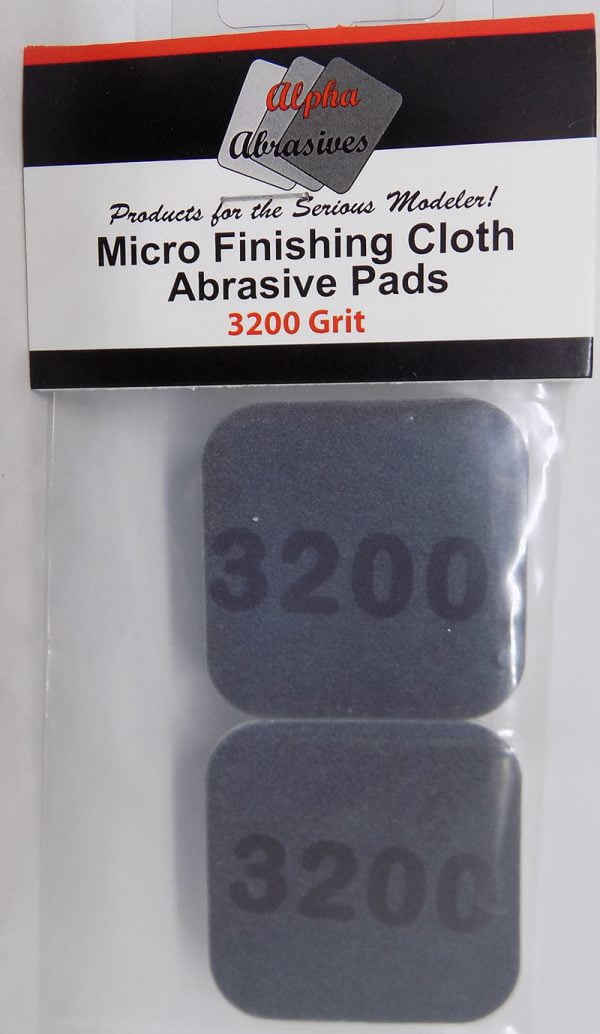 Alpha
Abrasives
Products for the Serious Modeler!
Micro Finishing Cloth
Abrasive Pads
3200 Grit
3200
3200